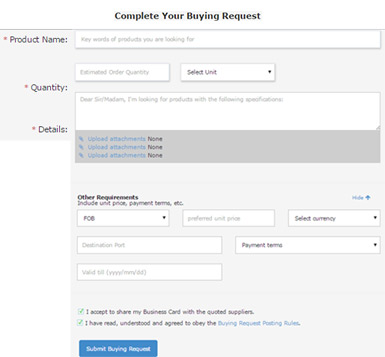 Complete Your Buying Request
* Product Name:
Key words of products you are looking for
Estimated Order Quantity
Select Unit
* Quantity:
Dear Sir/Madam, I'm looking for products with the following specifications:
* Details:
Upload attachments None
Upload attachments None
Upload attachments None
Other Requirements
Include unit price, payment terms, etc.
Hide
FOB
preferred unit price
Select currency
Destination Port
Payment terms
Valid till (yyyy/mm/dd)
I accept to share my Business Card with the quoted suppliers.
I have read, understood and agreed to obey the Buying Request Posting Rules.
Submit Buying Request